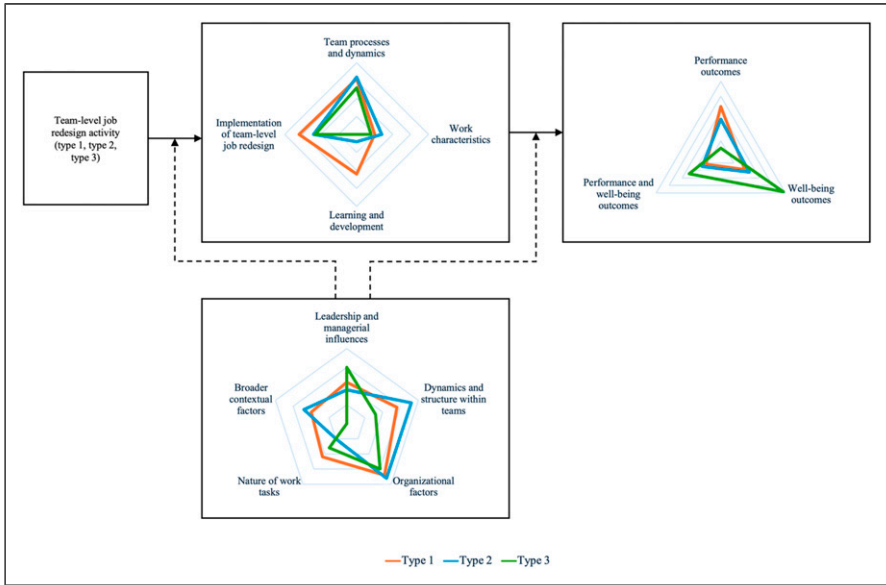 Team-level job
redesign activity
(type 1, type 2,
type 3)
Team processes
and dynamics
Implementation
of team-level
job redesign
Work
characteristics
Learning and
development
Performance
outcomes
Performance and
well-being
outcomes
Well-being
outcomes
Leadership and
managerial
influences
Broader
contextual
factors
Dynamics and
structure within
teams
Nature of work
tasks
Organizational
factors
Type 1
Type 2
Type 3